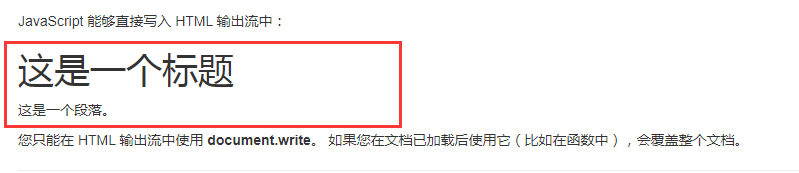 JavaScript 能够直接写入 HTML 输出流中：
这是一个标题
这是一个段落。
您只能在 HTML 输出流中使用 document.write。 如果您在文档已加载后使用它（比如在函数中），会覆盖整个文档。